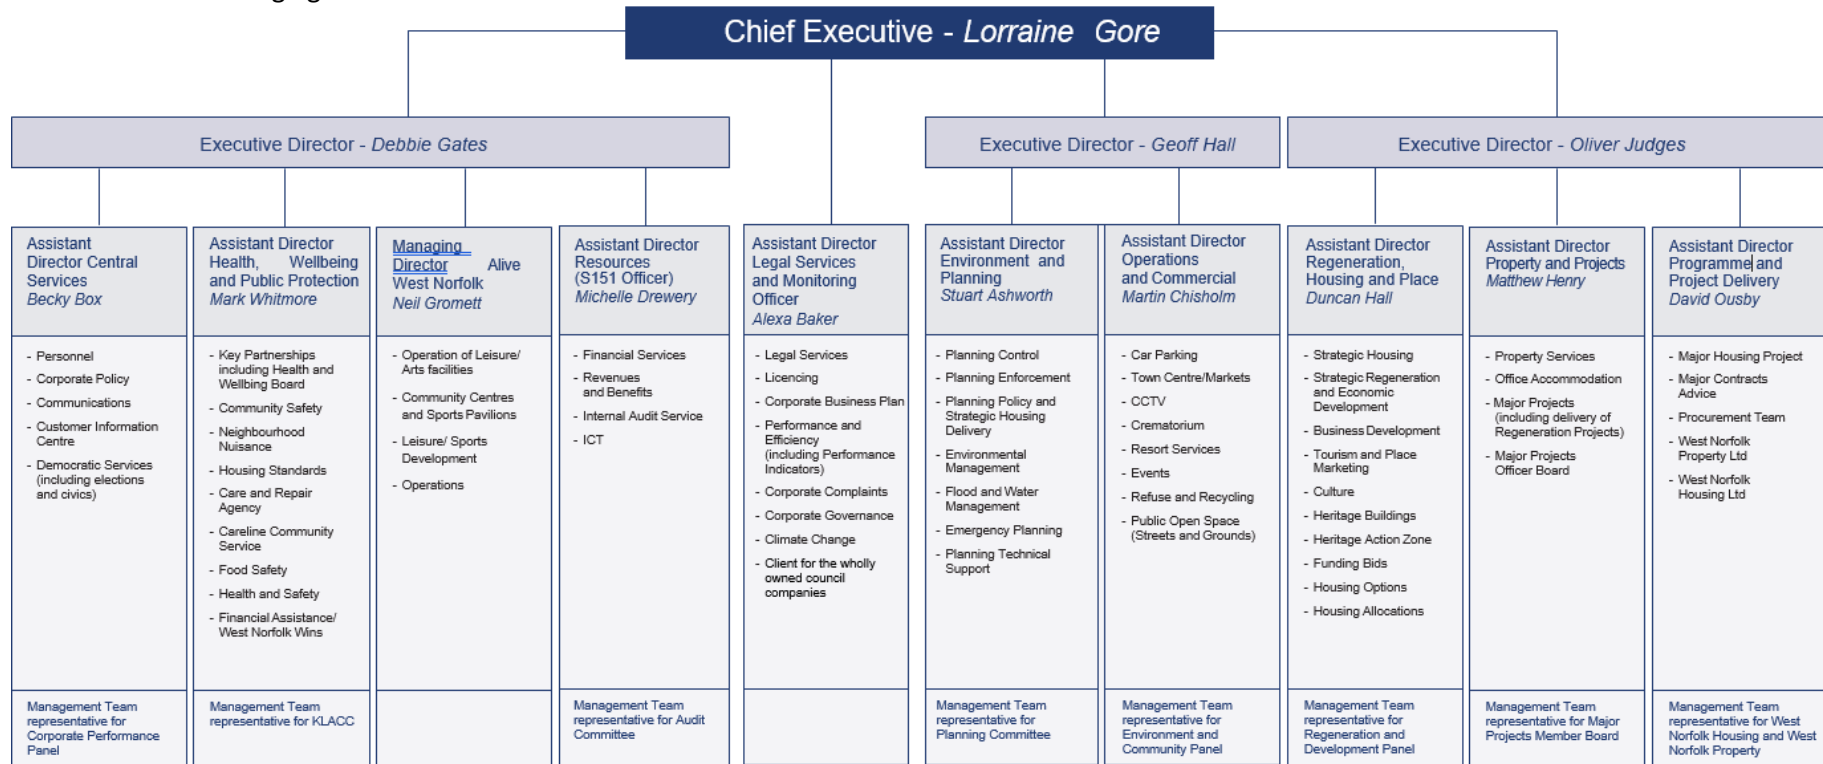 Chief Executive - Lorraine Gore
Executive Director - Debbie Gates
Executive Director - Geoff Hall
Executive Director - Oliver Judges
Assistant
Director Central
Services
Becky Box
- Personnel
- Corporate Policy
- Communications
- Customer Information
Centre
- Democratic Services
(including elections
and civics)
Management Team
representative for
Corporate Performance
Panel
Assistant Director
Health, Wellbeing
and Public Protection
Mark Whitmore
- Key Partnerships
including Health and
Wellbing Board
- Community Safety
- Neighbourhood
Nuisance
- Housing Standards
- Care and Repair
Agency
- Careline Community
Service
- Food Safety
- Health and Safety
- Financial Assistance/
West Norfolk Wins
Management Team
representative for KLACC
Managing
Director Alive
West Norfolk
Neil Gromett
- Operation of Leisure/
Arts facilities
- Community Centres
and Sports Pavilions
- Leisure/ Sports
Development
- Operations
Assistant Director
Resources
(S151 Officer)
Michelle Drewery
- Financial Services
- Revenues
and Benefits
- Internal Audit Service
- ICT
Management Team
representative for Audit
Committee
Assistant Director
Legal Services
and Monitoring
Officer
Alexa Baker
- Legal Services
- Licencing
- Corporate Business Plan
- Performance and
Efficiency
(including Performance
Indicators)
- Corporate Complaints
- Corporate Governance
- Climate Change
- Client for the wholly
owned council
companies
Assistant Director
Environment and
Planning
Stuart Ashworth
- Planning Control
- Planning Enforcement
- Planning Policy and
Strategic Housing
Delivery
- Environmental
Management
- Flood and Water
Management
- Emergency Planning
- Planning Technical
Support
Management Team
representative for
Planning Committee
Assistant Director
Operations
and Commercial
Martin Chisholm
- Car Parking
- Town Centre/Markets
- CCTV
- Crematorium
- Resort Services
- Events
- Refuse and Recycling
- Public Open Space
(Streets and Grounds)
Management Team
representative for
Environment and
Community Panel
Assistant Director
Regeneration,
Housing and Place
Duncan Hall
- Strategic Housing
- Strategic Regeneration
and Economic
Development
- Business Development
- Tourism and Place
Marketing
- Culture
- Heritage Buildings
- Heritage Action Zone
- Funding Bids
- Housing Options
- Housing Allocations
Management Team
representative for
Regeneration and
Development Panel
Assistant Director
Property and Projects
Matthew Henry
- Property Services
- Office Accommodation
- Major Projects
(including delivery of
Regeneration Projects)
- Major Projects
Officer Board
Management Team
representative for Major
Projects Member Board
Assistant Director
Programme and
Project Delivery
David Ousby
- Major Housing Project
- Major Contracts
Advice
- Procurement Team
- West Norfolk
Property Ltd
- West Norfolk
Housing Ltd
Management Team
representative for West
Norfolk Housing and West
Norfolk Property